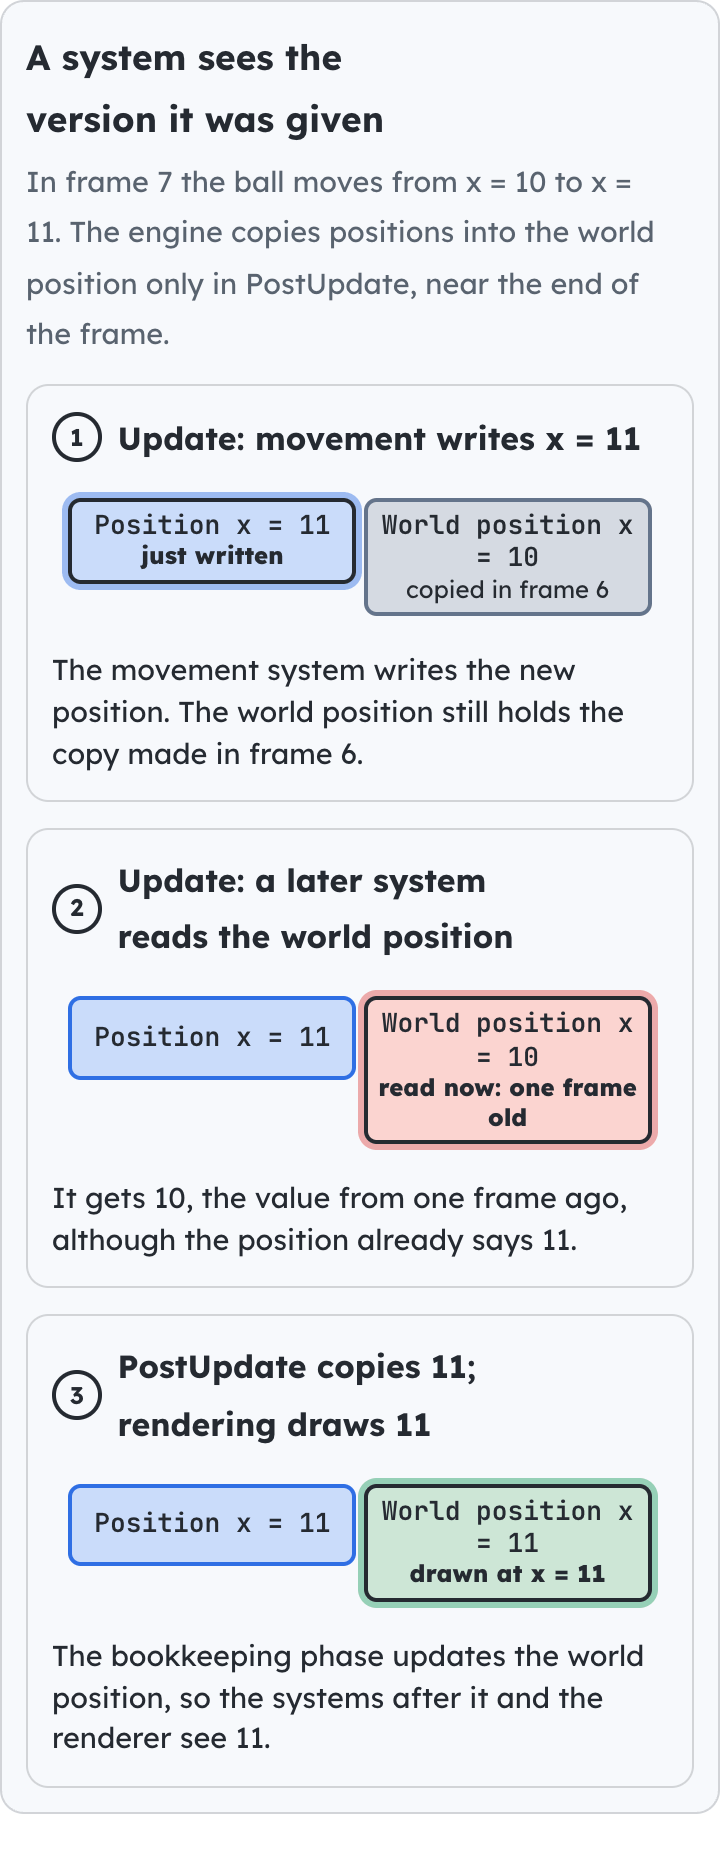 A system sees the
version it was given
In frame 7 the ball moves from x = 10 to x =
11. The engine copies positions into the world
position only in PostUpdate, near the end of
the frame.
1 Update: movement writes x = 11
Position x = 11
just written
World position x
= 10
copied in frame 6
The movement system writes the new
position. The world position still holds the
copy made in frame 6.
2
Update: a later system
reads the world position
Position x = 11
World position x
= 10
read now: one frame
old
It gets 10, the value from one frame ago,
although the position already says 11.
3
PostUpdate copies 11;
rendering draws 11
Position x = 11
World position x
= 11
drawn at x = 11
The bookkeeping phase updates the world
position, so the systems after it and the
renderer see 11.